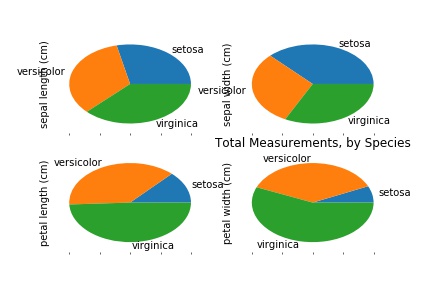 sepal length (cm)
setosa
versicolor
virginica
sepal width (cm)
setosa
versicolor
virginica
Total Measurements, by Species
petal length (cm)
versicolor
setosa
virginica
petal width (cm)
versicolor
setosa
virginica